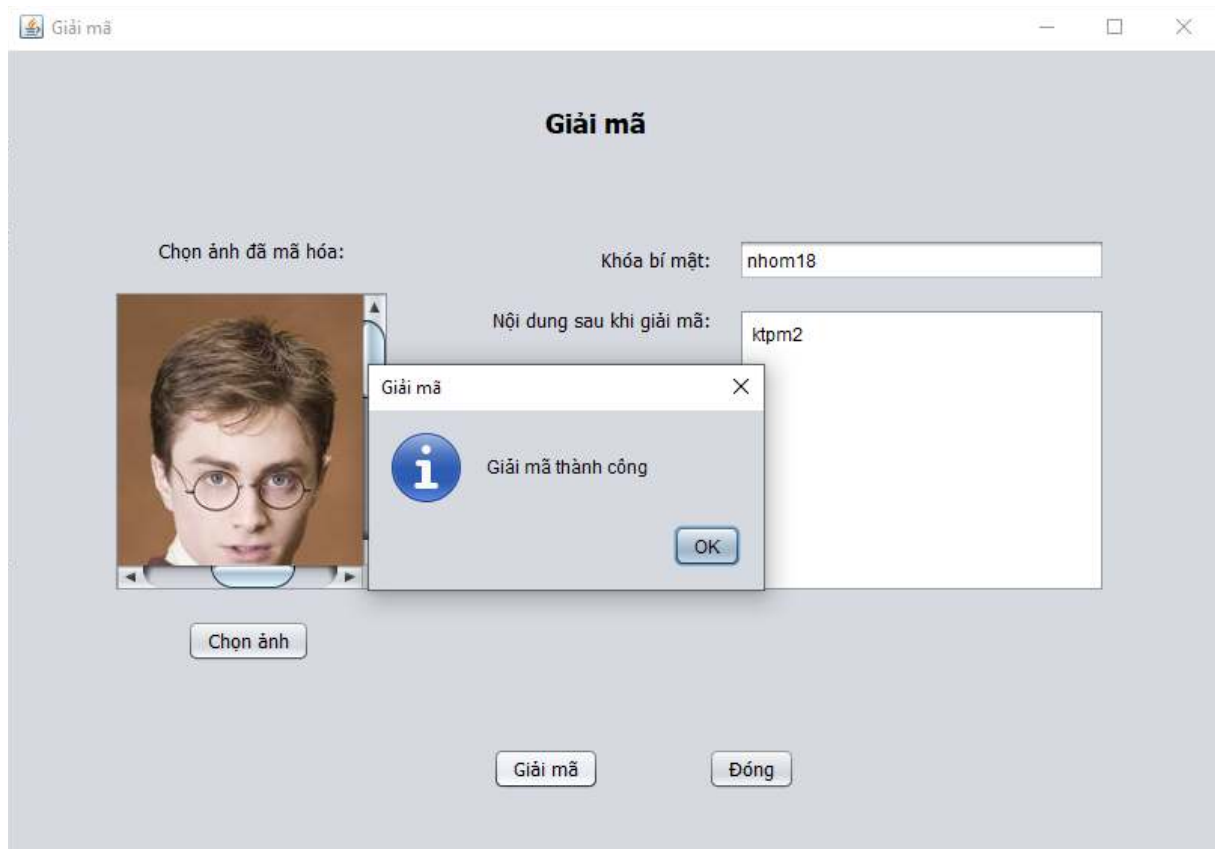 Giải mã
Giải mã
Chọn ảnh đã mã hóa:
Khóa bí mật:
nhom18
Nội dung sau khi giải mã:
ktpm2
Giải mã
Giải mã thành công
OK
Chọn ảnh
Giải mã
Đóng